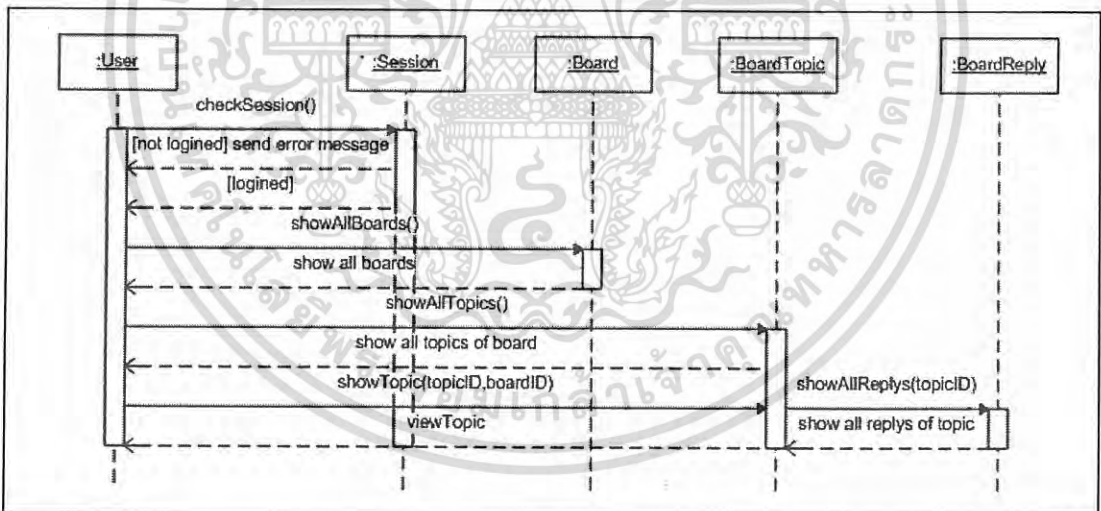 :User
:Session
:Board
:BoardTopic
:BoardReply
checkSession()
[not logined] send error message
[logined]
showAllBoards()
show all boards
showAllTopics()
show all topics of board
showTopic(topicID,boardID)
showAllReplys(topicID)
viewTopic
show all replys of topic